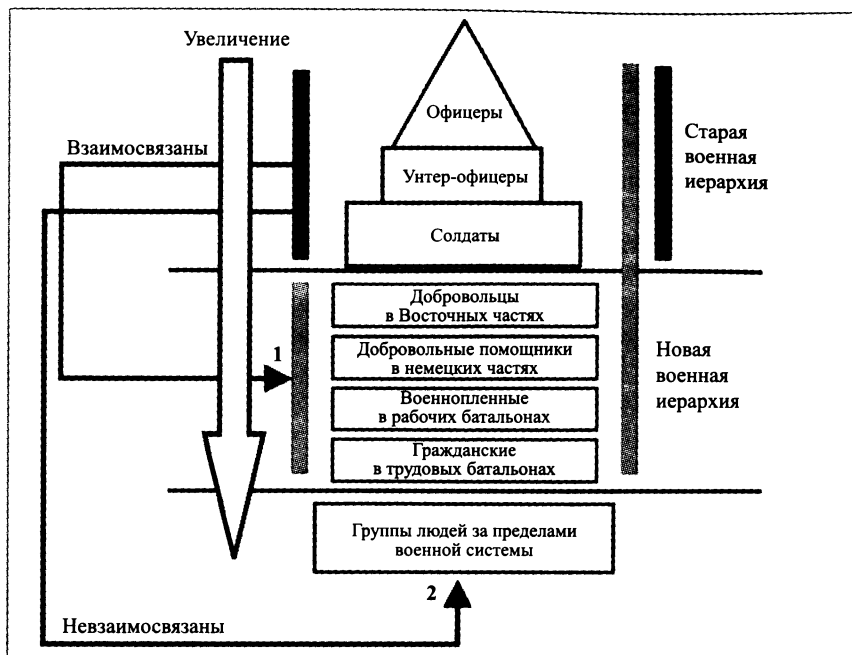 Увеличение
Офицеры
Взаимосвязаны
Унтер-офицеры
Солдаты
Старая
военная
иерархия
Добровольцы
в Восточных частях
1
Добровольные помощники
в немецких частях
Военнопленные
в рабочих батальонах
Гражданские
в трудовых батальонах
Новая
военная
иерархия
Группы людей за пределами
военной системы
2
Невзаимосвязаны